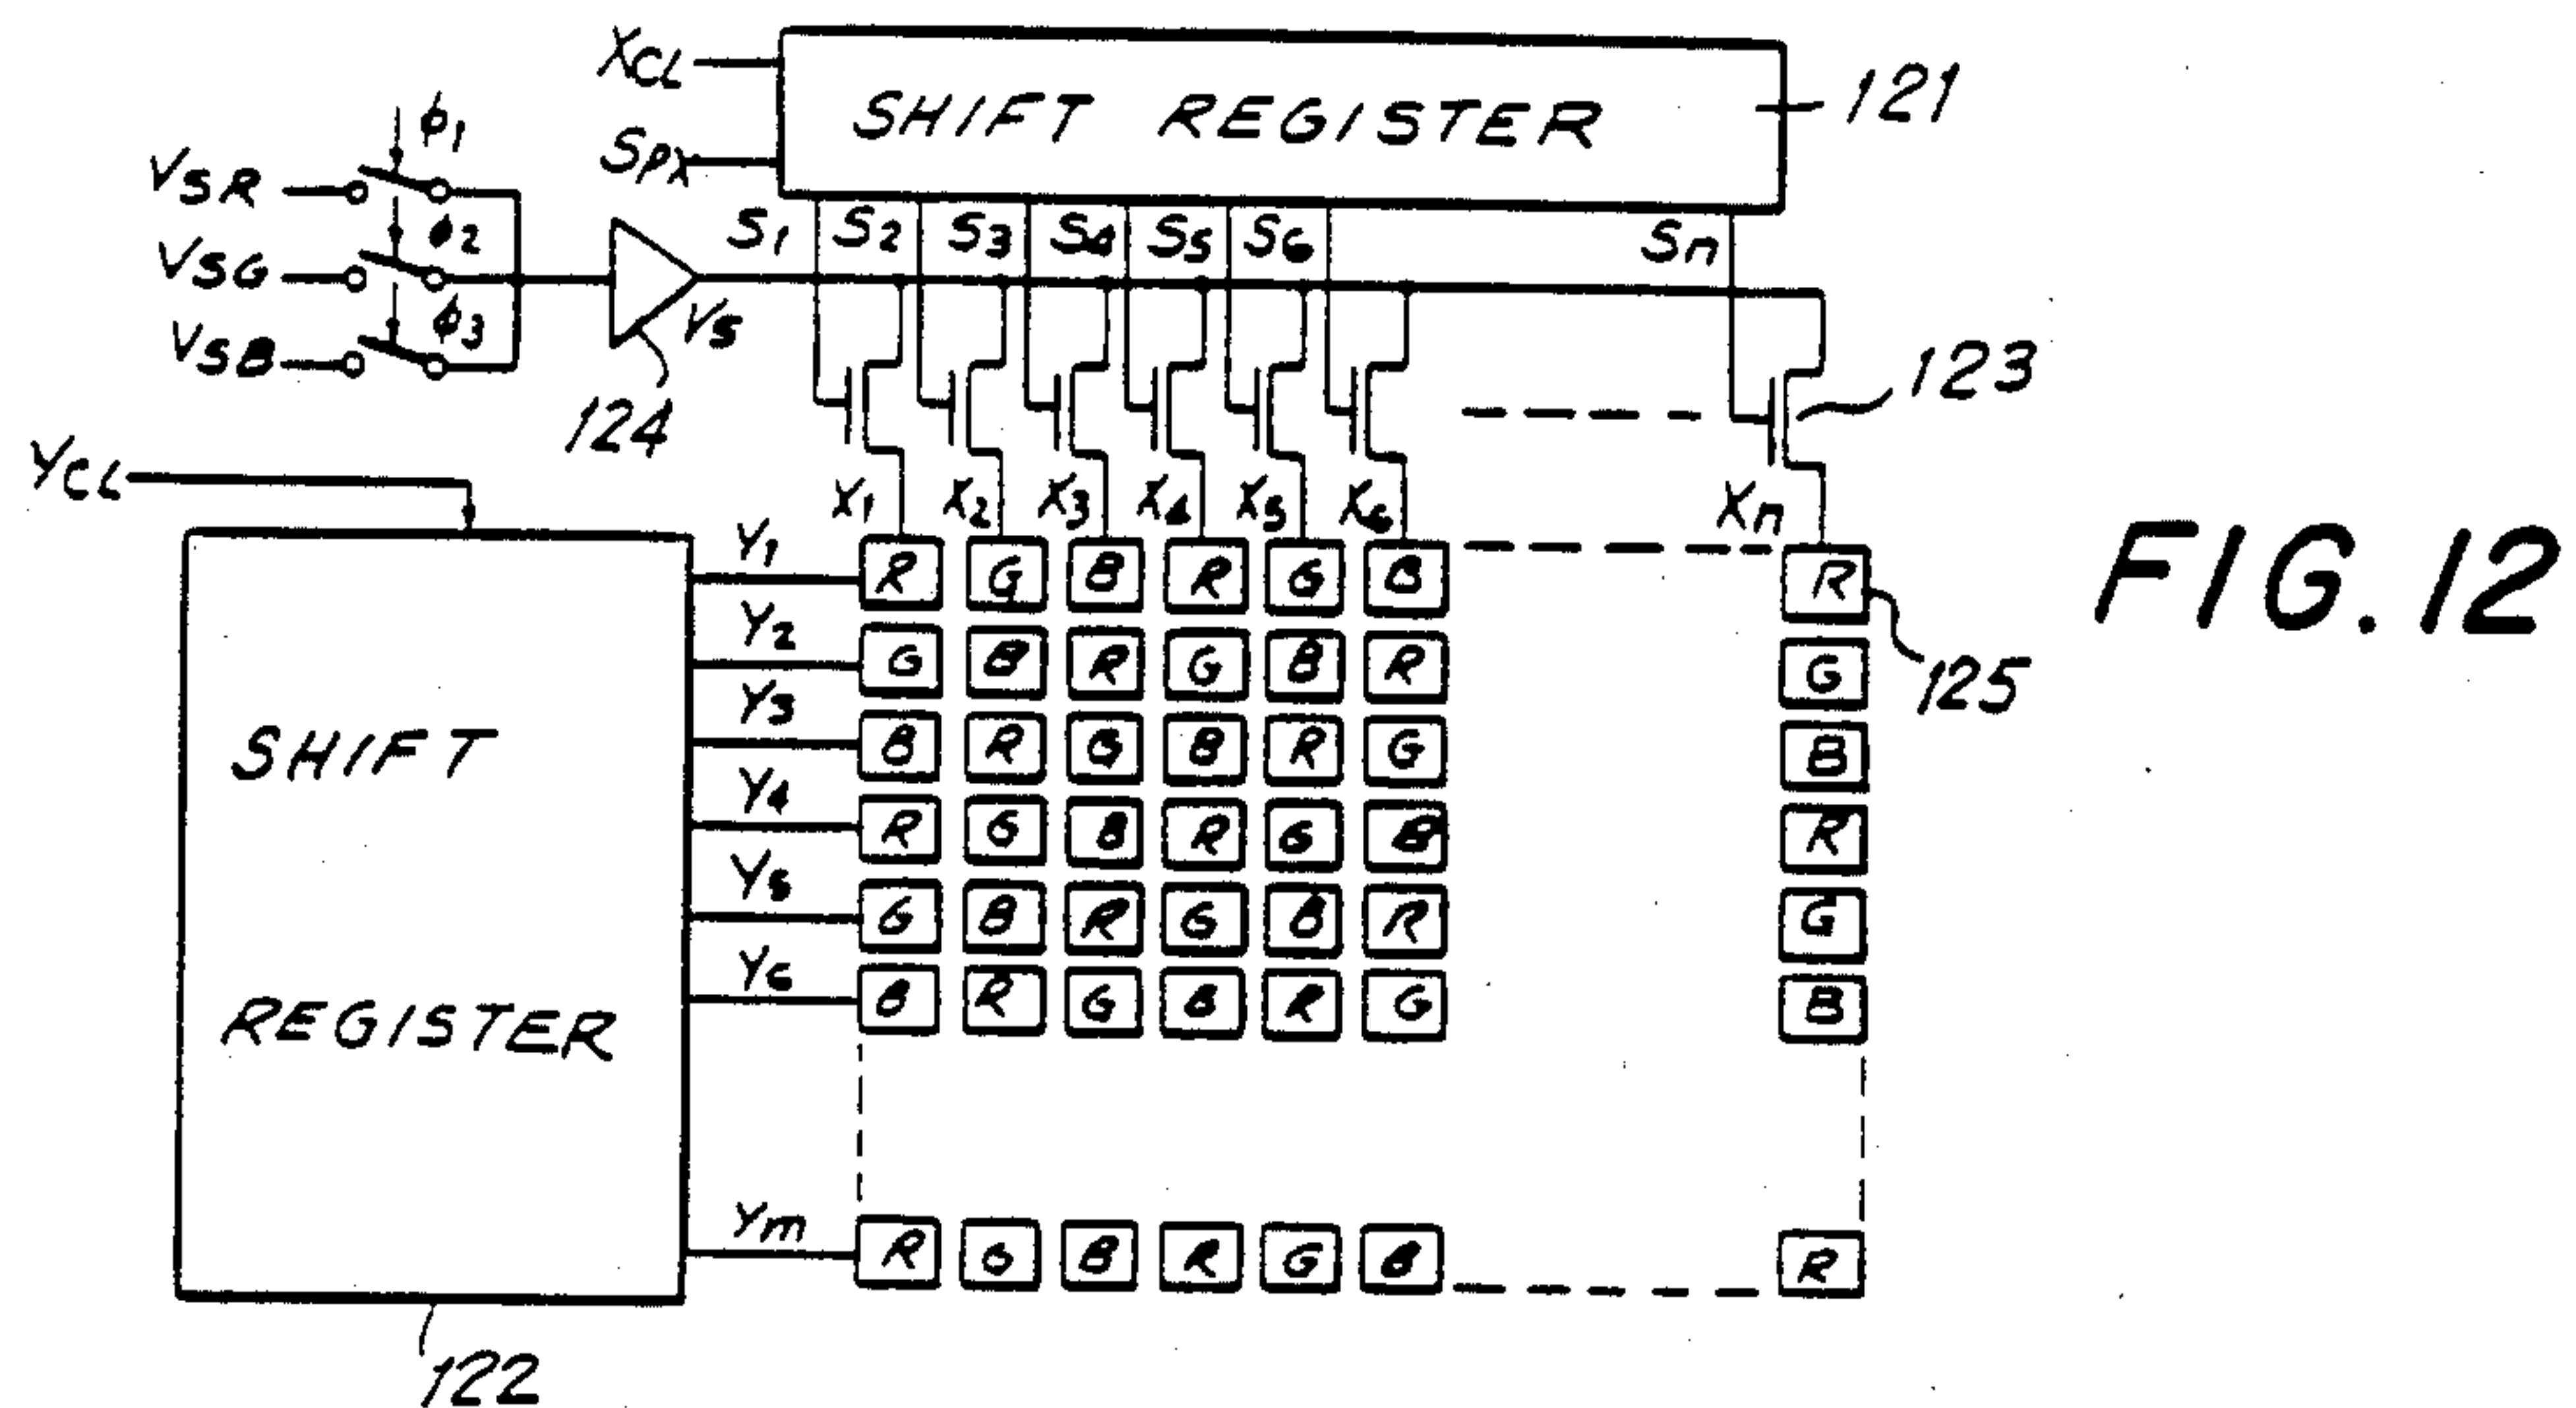 XCL
SHIFT REGISTER
121
SPX
φ1
VSR
φ2
VSG
φ3
VSB
VS
124
S1 S2 S3 S4 S5 S6 Sn
123
YCL
X1 X2 X3 X4 X5 X6 Xn
FIG. 12
125
SHIFT
REGISTER
122
Y1 R G B R G B R
Y2 G B R G B R G
Y3 B R G B R G B
Y4 R G B R G B R
Y5 G B R G B R G
Y6 B R G B R G B
Ym R G B R G B R